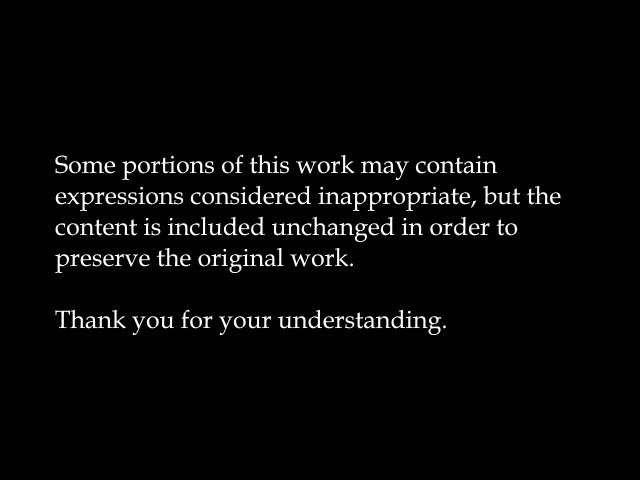 Some portions of this work may contain
expressions considered inappropriate, but the
content is included unchanged in order to
preserve the original work.
Thank you for your understanding.